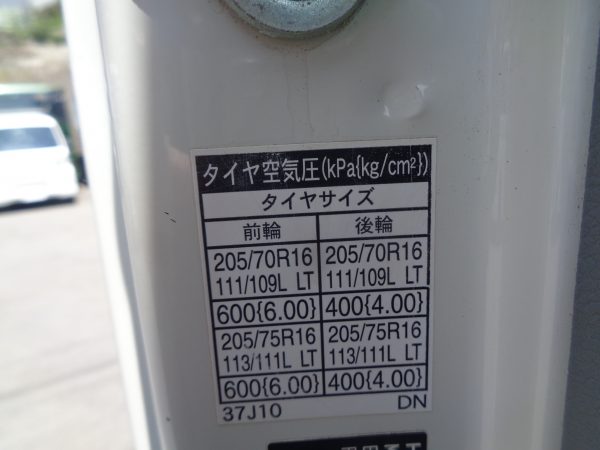 タイヤ空気圧(kPa{kg/cm²})
タイヤサイズ
前輪 後輪
205/70R16 205/70R16
111/109L LT 111/109L LT
600{6.00} 400{4.00}
205/75R16 205/75R16
113/111L LT 113/111L LT
600{6.00} 400{4.00}
37J10 DN